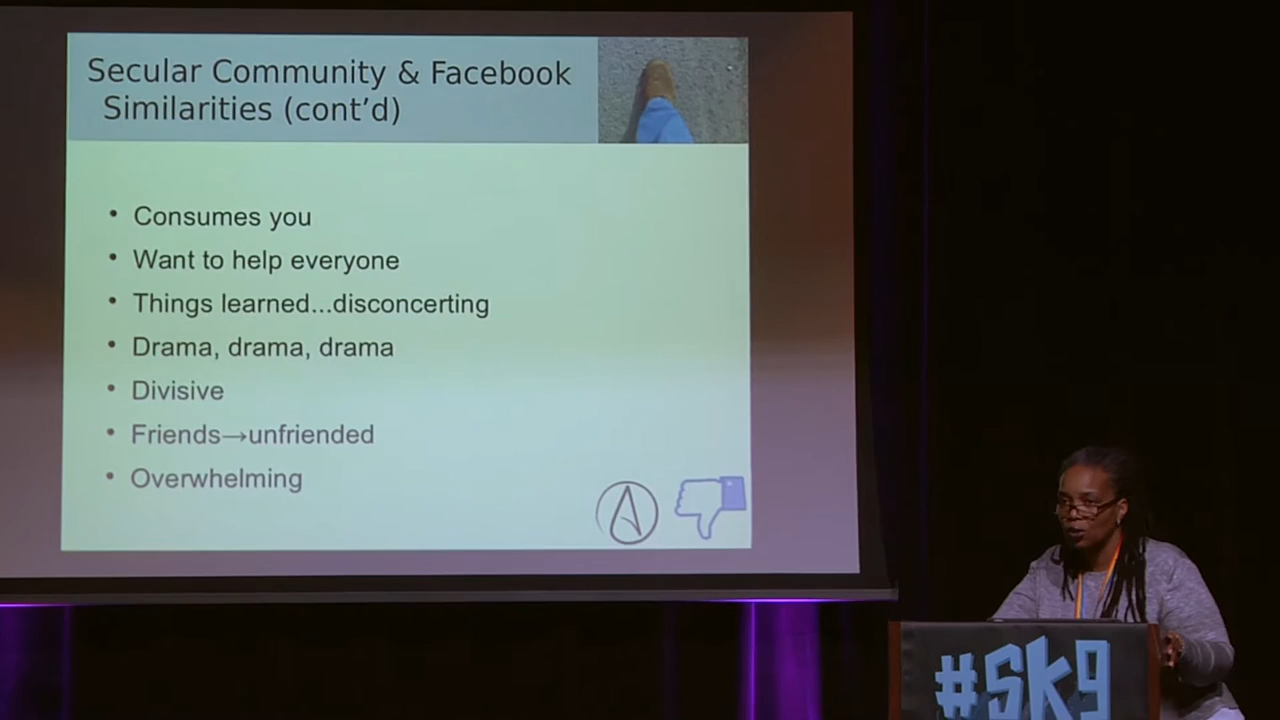 Secular Community & Facebook
Similarities (cont’d)
• Consumes you
• Want to help everyone
• Things learned...disconcerting
• Drama, drama, drama
• Divisive
• Friends→unfriended
• Overwhelming
#SK9